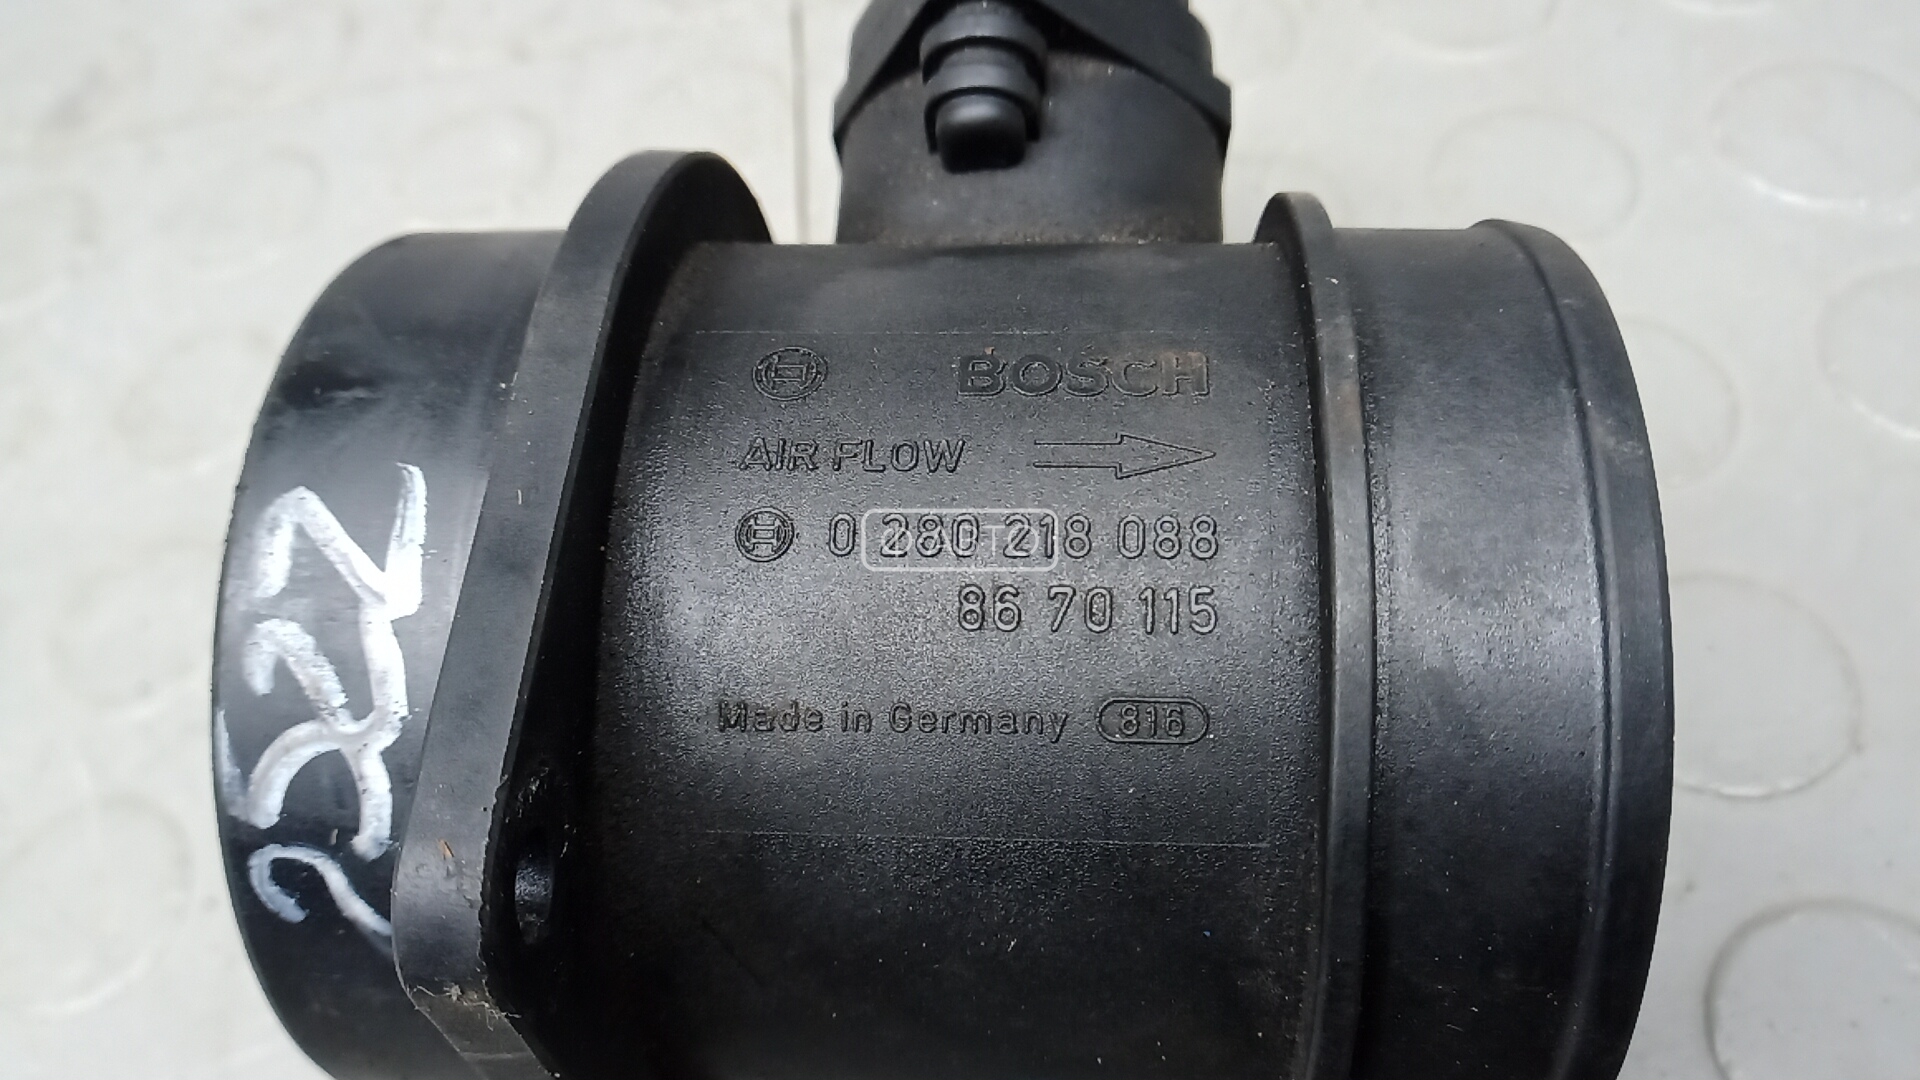 BOSCH
AIR FLOW
0 280 218 088
86 70 115
Made in Germany 816